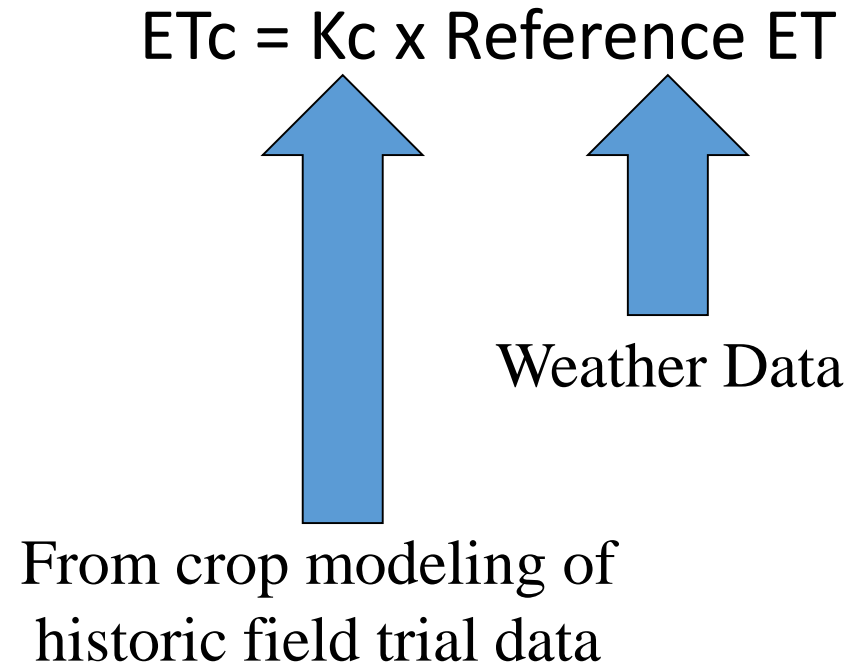 ETc = Kc x Reference ET
Weather Data
From crop modeling of
historic field trial data